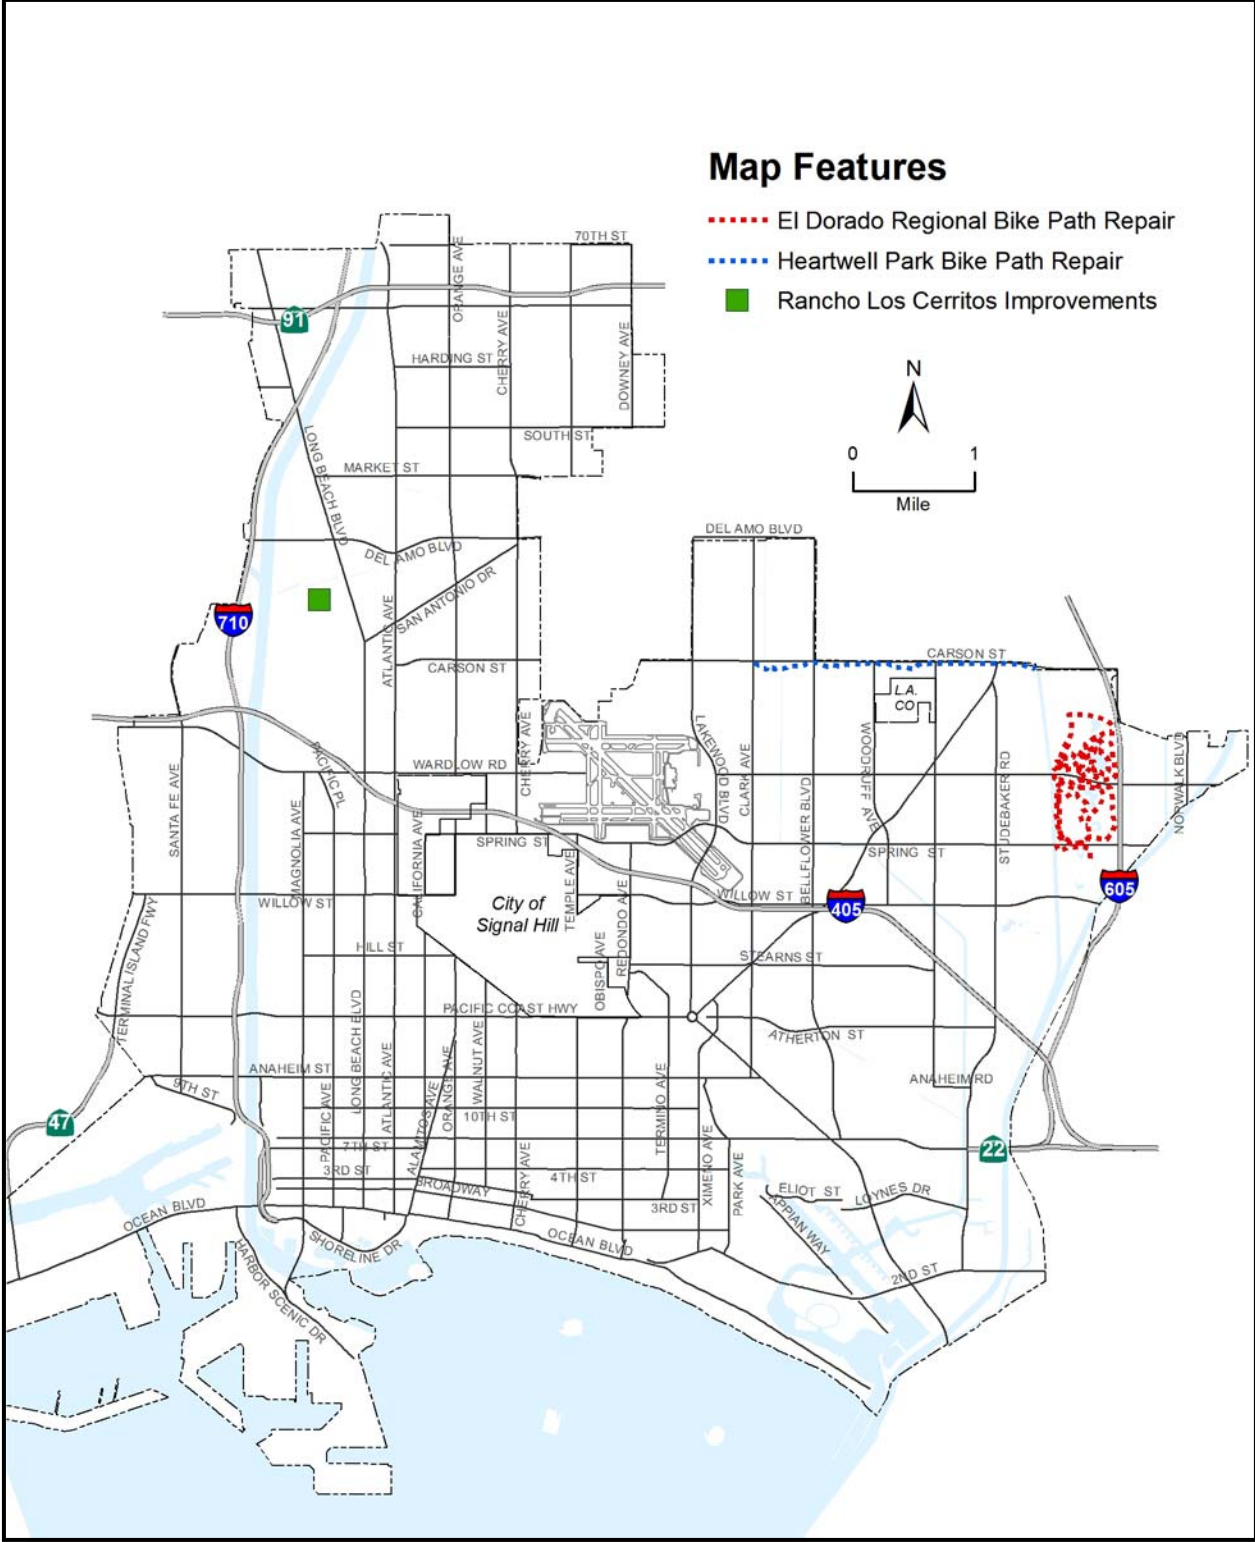 Map Features
El Dorado Regional Bike Path Repair
Heartwell Park Bike Path Repair
Rancho Los Cerritos Improvements
N
0 1
Mile
70TH ST
ORANGE AVE
91
CHERRY AVE
HARDING ST
DOWNEY AVE
SOUTH ST
LONG BEACH BLVD
MARKET ST
DEL AMO BLVD
DEL AMO BLVD
SAN ANTONIO DR
ATLANTIC AVE
710
CARSON ST
CARSON ST
L.A.
CO
LAKEWOOD BLVD
CHERRY AVE
PACIFIC PL
WARDLOW RD
CLARK AVE
WOODRUFF AVE
STUDEBAKER RD
NORWALK BLVD
SANTA FE AVE
MAGNOLIA AVE
CALIFORNIA AVE
BELLFLOWER BLVD
SPRING ST
SPRING ST
TEMPLE AVE
605
WILLOW ST
WILLOW ST
405
City of
Signal Hill
REDONDO AVE
OBISPO AVE
TERMINAL ISLAND FWY
HILL ST
STEARNS ST
PACIFIC COAST HWY
LONG BEACH BLVD
ATHERTON ST
ANAHEIM ST
ATLANTIC AVE
ORANGE AVE
WALNUT AVE
TERMINO AVE
ANAHEIM RD
9TH ST
PACIFIC AVE
ALAMITOS AVE
10TH ST
47
7TH ST
XIMENO AVE
PARK AVE
22
3RD ST
CHERRY AVE
4TH ST
BROADWAY
3RD ST
ELIOT ST
LOYNES DR
APPIAN WAY
OCEAN BLVD
HARBOR SCENIC DR
SHORELINE DR
OCEAN BLVD
2ND ST